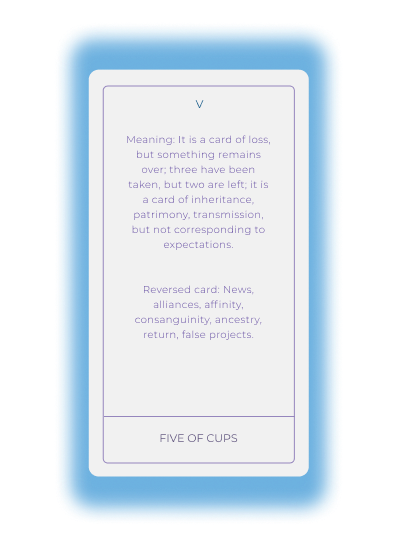 V
Meaning: It is a card of loss,
but something remains
over; three have been
taken, but two are left; it is
a card of inheritance,
patrimony, transmission,
but not corresponding to
expectations.
Reversed card: News,
alliances, affinity,
consanguinity, ancestry,
return, false projects.
FIVE OF CUPS